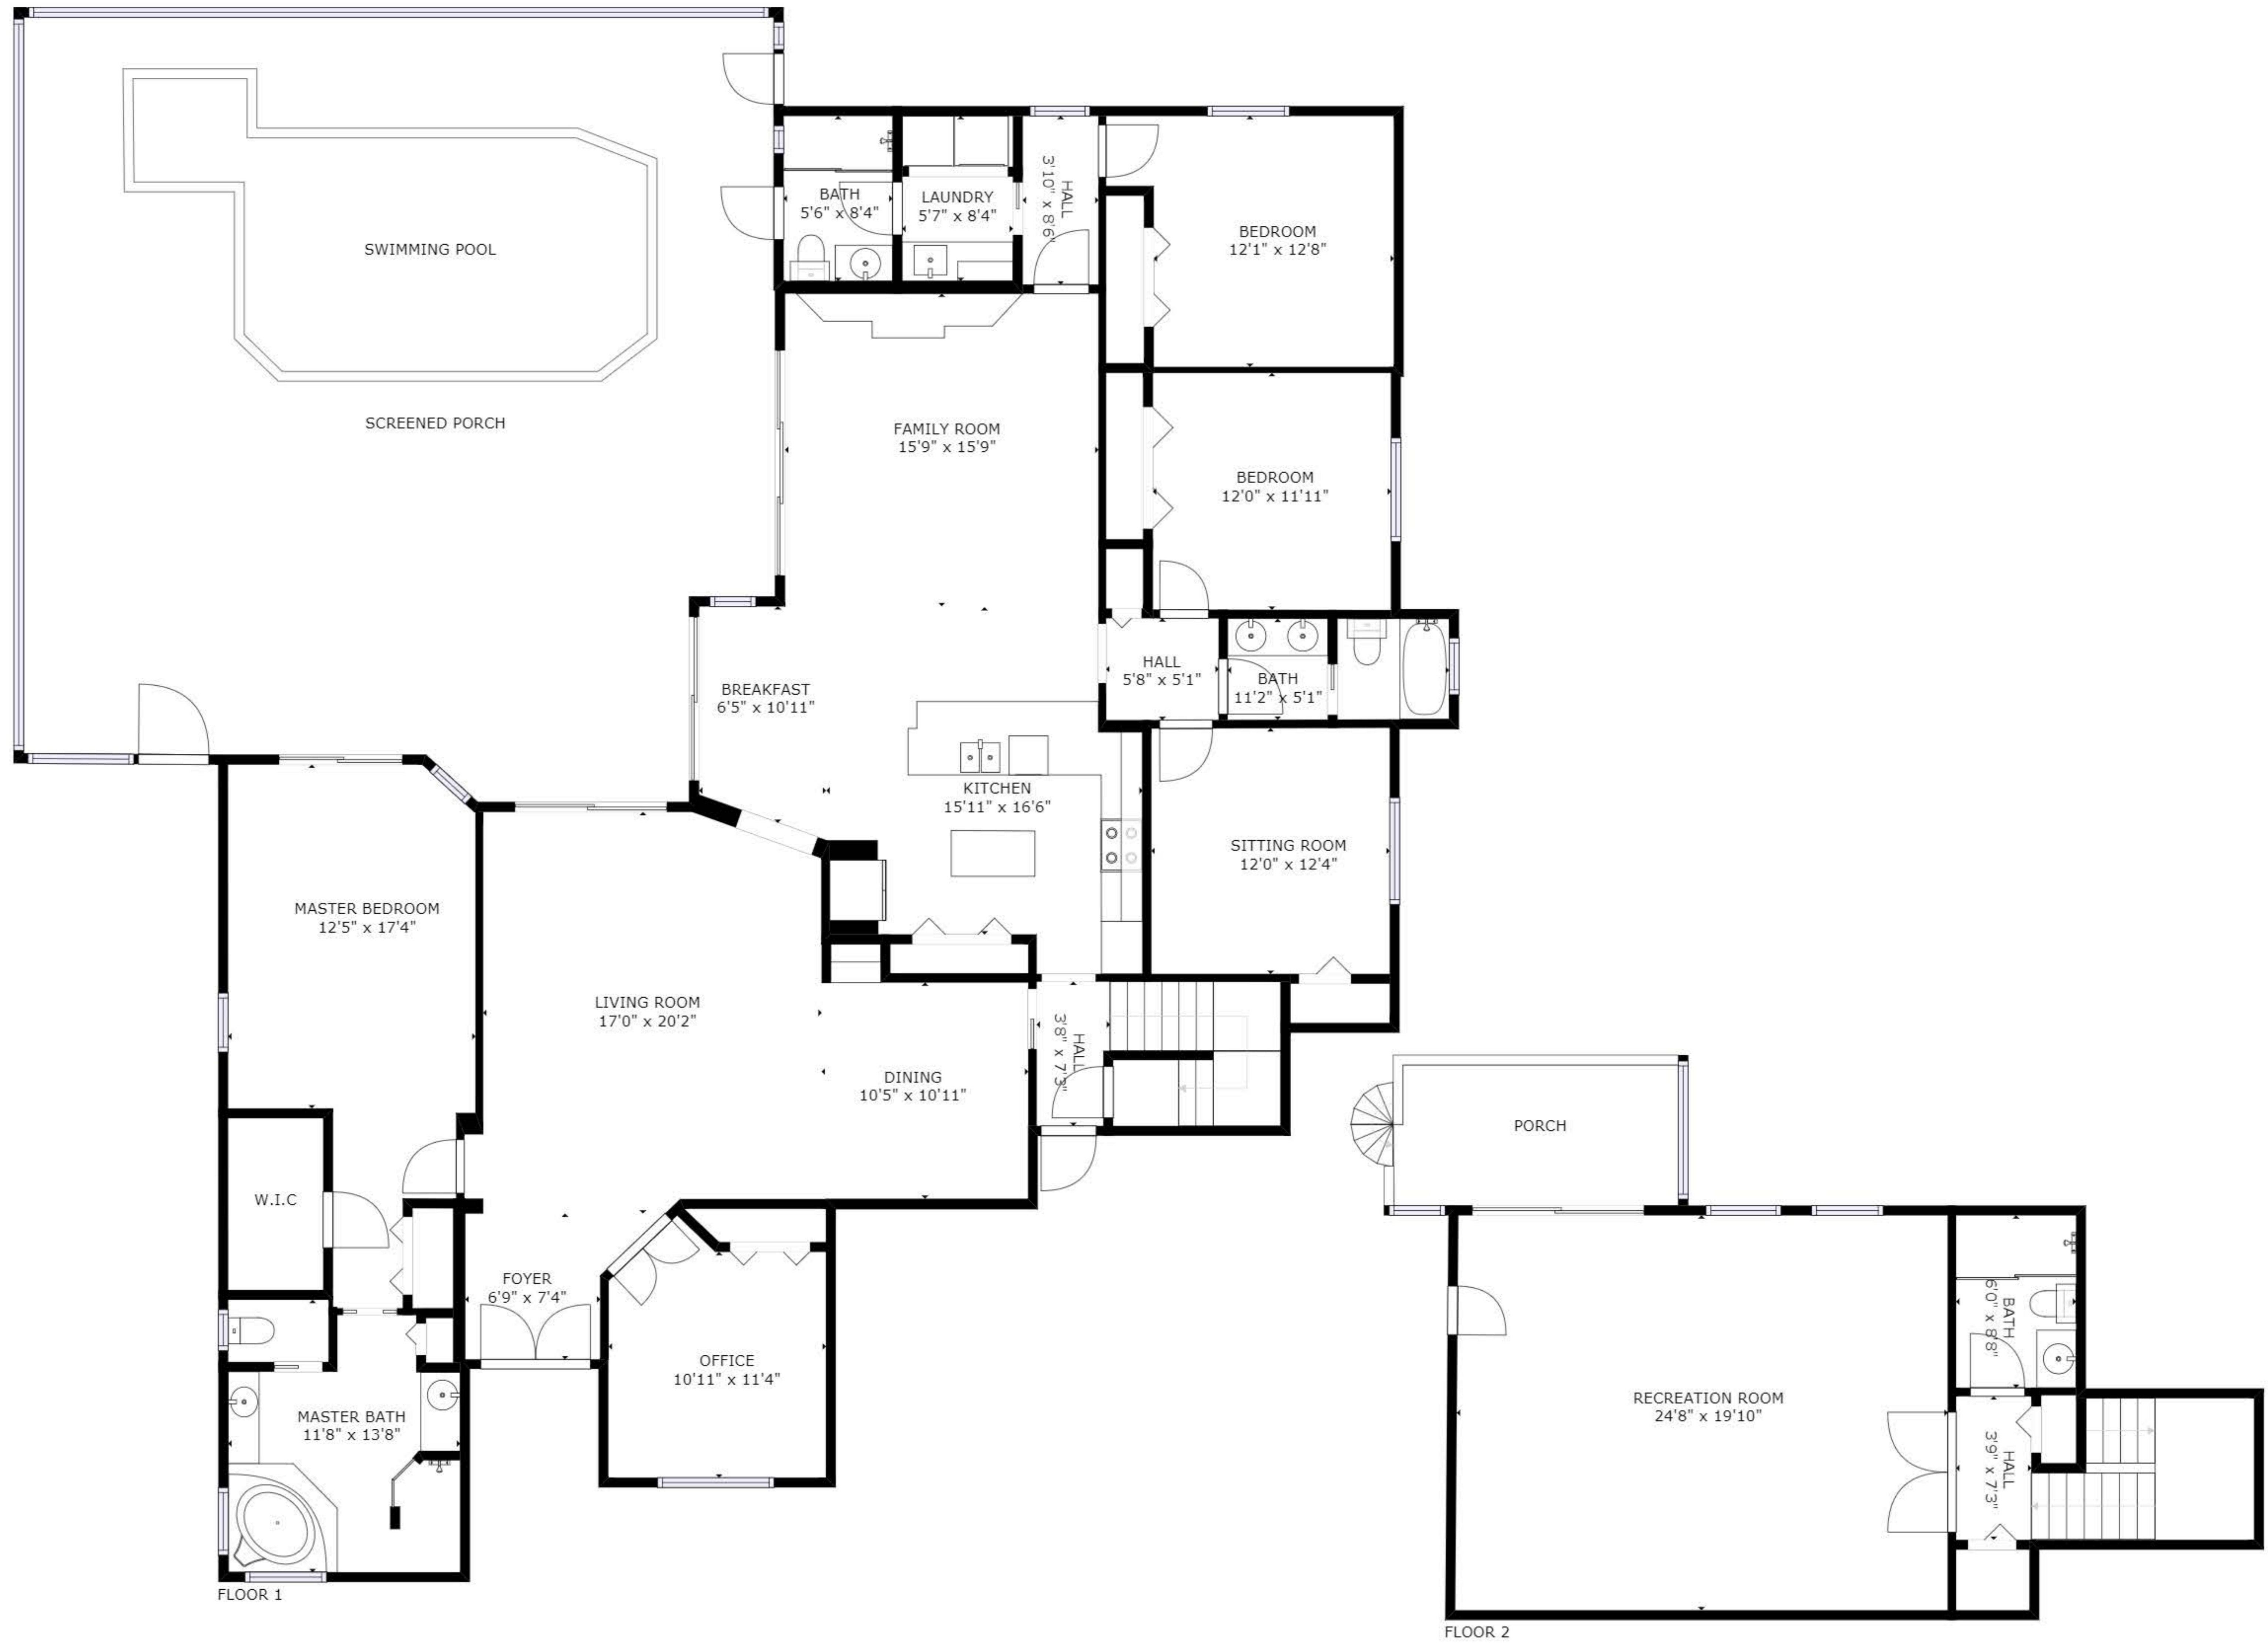 BATH
5'6" x 8'4"
LAUNDRY
5'7" x 8'4"
HALL
3'10" x 8'6"
BEDROOM
12'1" x 12'8"
SWIMMING POOL
SCREENED PORCH
FAMILY ROOM
15'9" x 15'9"
BEDROOM
12'0" x 11'11"
HALL
5'8" x 5'1"
BATH
11'2" x 5'1"
BREAKFAST
6'5" x 10'11"
KITCHEN
15'11" x 16'6"
SITTING ROOM
12'0" x 12'4"
MASTER BEDROOM
12'5" x 17'4"
LIVING ROOM
17'0" x 20'2"
HALL
3'8" x 7'3"
DINING
10'5" x 10'11"
PORCH
W.I.C
FOYER
6'9" x 7'4"
OFFICE
10'11" x 11'4"
BATH
6'0" x 8'8"
RECREATION ROOM
24'8" x 19'10"
MASTER BATH
11'8" x 13'8"
HALL
3'9" x 7'3"
FLOOR 1
FLOOR 2